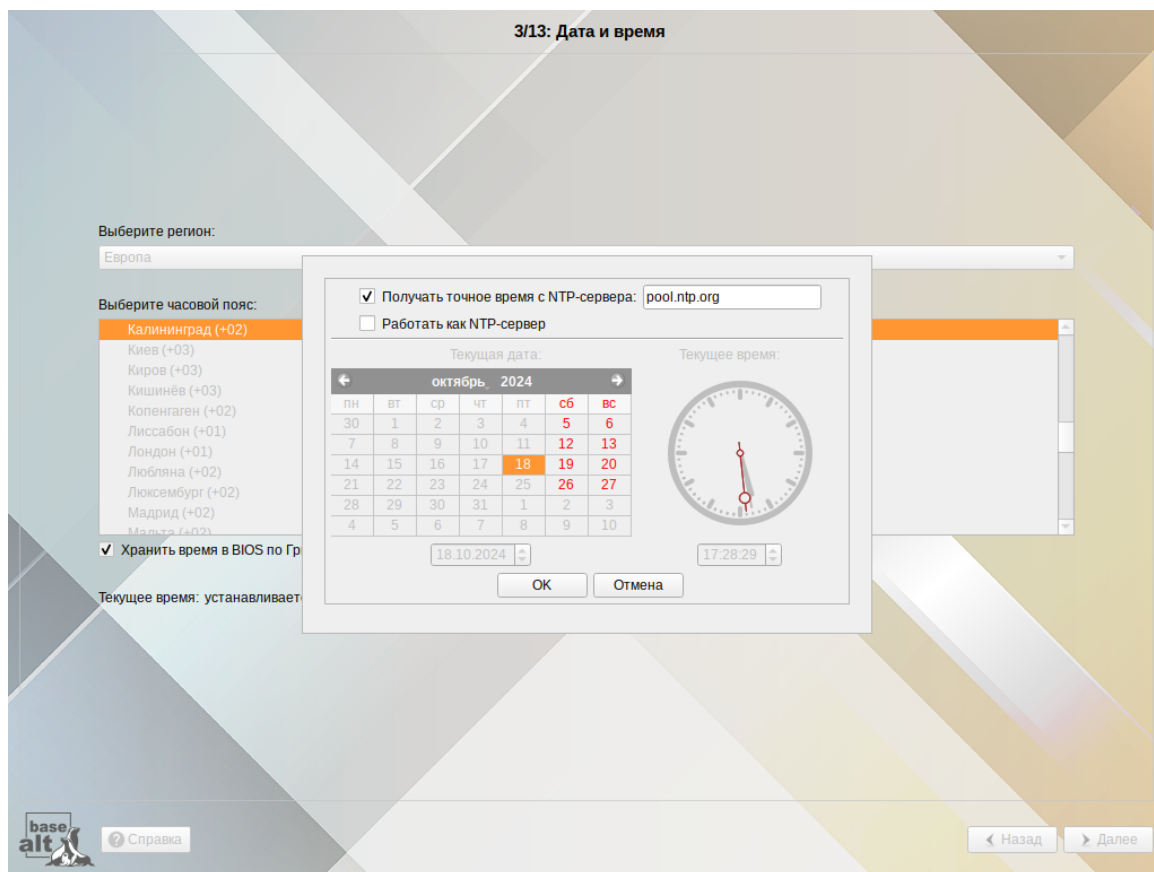 3/13: Дата и время
Выберите регион:
Европа
Выберите часовой пояс:
Калининград (+02)
Киев (+03)
Киров (+03)
Кишинёв (+03)
Копенгаген (+02)
Лиссабон (+01)
Лондон (+01)
Любляна (+02)
Люксембург (+02)
Мадрид (+02)
Мальта (+02)
Хранить время в BIOS по Гр
Текущее время: устанавливает
Получать точное время с NTP-сервера: pool.ntp.org
Работать как NTP-сервер
Текущая дата:
октябрь, 2024
пн вт ср чт пт сб вс
30 1 2 3 4 5 6
7 8 9 10 11 12 13
14 15 16 17 18 19 20
21 22 23 24 25 26 27
28 29 30 31 1 2 3
4 5 6 7 8 9 10
18.10.2024
Текущее время:
17:28:29
OK Отмена
base
alt
Справка
Назад Далее